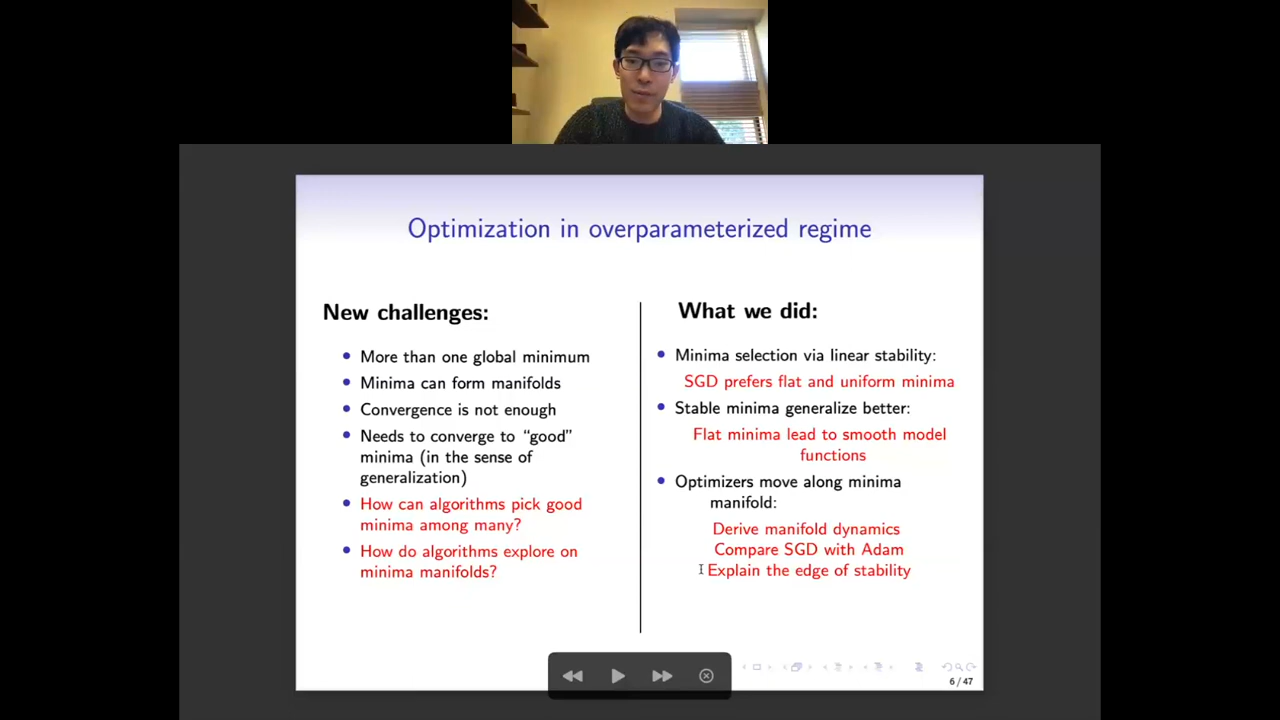 Optimization in overparameterized regime
New challenges:
• More than one global minimum
• Minima can form manifolds
• Convergence is not enough
• Needs to converge to “good”
minima (in the sense of
generalization)
• How can algorithms pick good
minima among many?
• How do algorithms explore on
minima manifolds?
What we did:
• Minima selection via linear stability:
SGD prefers flat and uniform minima
• Stable minima generalize better:
Flat minima lead to smooth model
functions
• Optimizers move along minima
manifold:
Derive manifold dynamics
Compare SGD with Adam
Explain the edge of stability
6 / 47